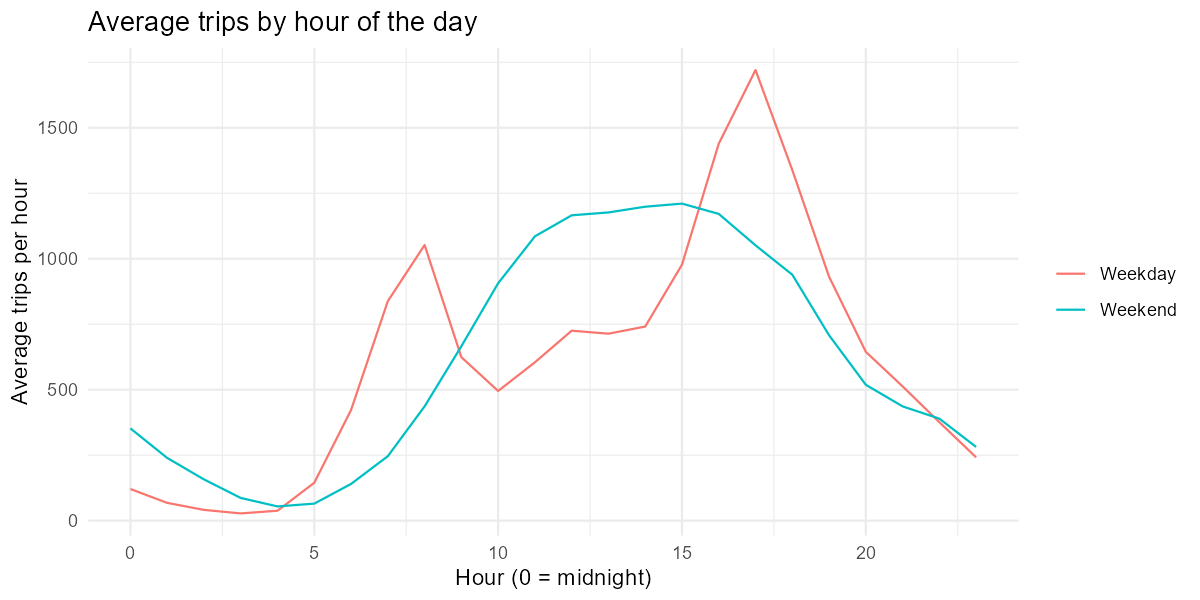 Average trips by hour of the day
Average trips per hour
1500
1000
500
0
0 5 10 15 20
Hour (0 = midnight)
Weekday
Weekend